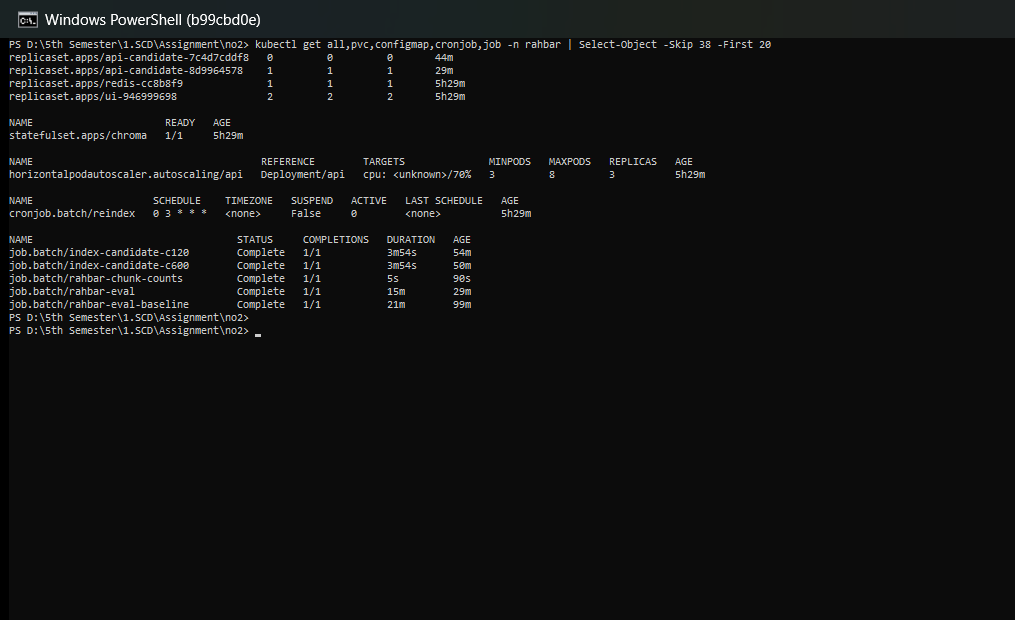 Windows PowerShell (b99cbd0e)
PS D:\5th Semester\1.SCD\Assignment\no2> kubectl get all,pvc,configmap,cronjob,job -n rahbar | Select-Object -Skip 38 -First 20
replicaset.apps/api-candidate-7c4d7cddf8   0         0         0       44m
replicaset.apps/api-candidate-8d9964578    1         1         1       29m
replicaset.apps/redis-cc8b8f9              1         1         1       5h29m
replicaset.apps/ui-946999698               2         2         2       5h29m
NAME                      READY   AGE
statefulset.apps/chroma   1/1     5h29m
NAME                                      REFERENCE        TARGETS              MINPODS   MAXPODS   REPLICAS   AGE
horizontalpodautoscaler.autoscaling/api   Deployment/api   cpu: <unknown>/70%   3         8         3          5h29m
NAME                    SCHEDULE    TIMEZONE   SUSPEND   ACTIVE   LAST SCHEDULE   AGE
cronjob.batch/reindex   0 3 * * *   <none>     False     0        <none>          5h29m
NAME                                  STATUS     COMPLETIONS   DURATION   AGE
job.batch/index-candidate-c120        Complete   1/1           3m54s      54m
job.batch/index-candidate-c600        Complete   1/1           3m54s      50m
job.batch/rahbar-chunk-counts         Complete   1/1           5s         90s
job.batch/rahbar-eval                 Complete   1/1           15m        29m
job.batch/rahbar-eval-baseline        Complete   1/1           21m        99m
PS D:\5th Semester\1.SCD\Assignment\no2>
PS D:\5th Semester\1.SCD\Assignment\no2>